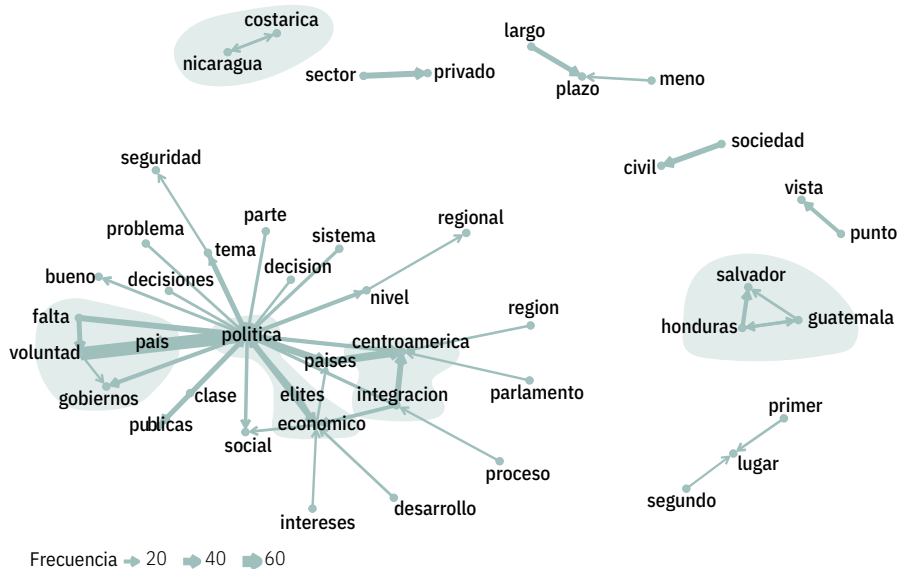 costarica
nicaragua
largo
sector privado
plazo
meno
sociedad
civil
vista
punto
seguridad
parte
regional
problema
tema
sistema
decision
bueno
decisiones
nivel
salvador
falta
region
honduras
guatemala
voluntad
pais
politica
centroamerica
paises
gobiernos
clase
elites
integracion
parlamento
publicas
economico
primer
social
lugar
proceso
segundo
desarrollo
intereses
Frecuencia 20 40 60